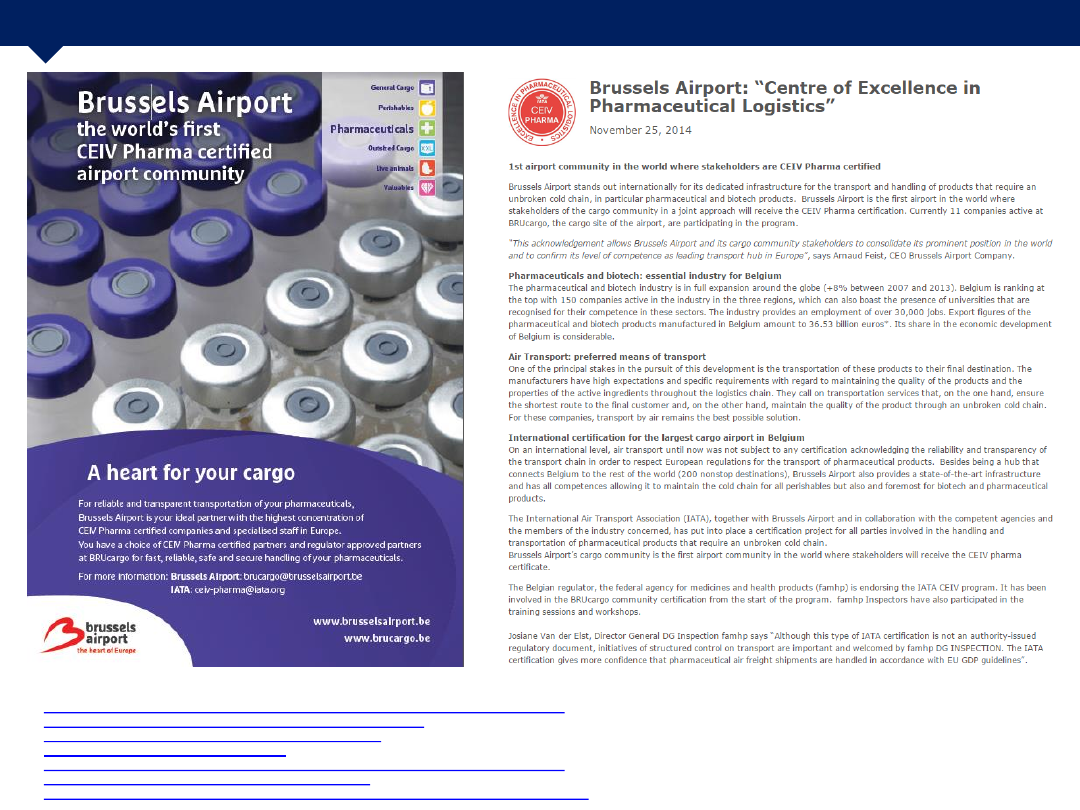 Brussels Airport
the world's first
CEIV Pharma certified
airport community
General Cargo
Perishables
Pharmaceuticals
Outsized Cargo
XXL
Live animals
Valuables
A heart for your cargo
For reliable and transparent transportation of your pharmaceuticals,
Brussels Airport is your ideal partner with the highest concentration of
CEIV Pharma certified companies and specialised staff in Europe.
You have a choice of CEIV Pharma certified partners and regulator approved partners
at BRUcargo for fast, reliable, safe and secure handling of your pharmaceuticals.
For more information: Brussels Airport: brucargo@brusselsairport.be
IATA: ceiv-pharma@iata.org
www.brusselsairport.be
www.brucargo.be
brussels
airport
the heart of Europe
EXCELLENCE IN PHARMACEUTICAL LOGISTICS
IATA
CEIV
PHARMA
Brussels Airport: “Centre of Excellence in
Pharmaceutical Logistics”
November 25, 2014
1st airport community in the world where stakeholders are CEIV Pharma certified
Brussels Airport stands out internationally for its dedicated infrastructure for the transport and handling of products that require an
unbroken cold chain, in particular pharmaceutical and biotech products. Brussels Airport is the first airport in the world where
stakeholders of the cargo community in a joint approach will receive the CEIV Pharma certification. Currently 11 companies active at
BRUcargo, the cargo site of the airport, are participating in the program.
“This acknowledgement allows Brussels Airport and its cargo community stakeholders to consolidate its prominent position in the world
and to confirm its level of competence as leading transport hub in Europe”, says Arnaud Feist, CEO Brussels Airport Company.
Pharmaceuticals and biotech: essential industry for Belgium
The pharmaceutical and biotech industry is in full expansion around the globe (+8% between 2007 and 2013). Belgium is ranking at
the top with 150 companies active in the industry in the three regions, which can also boast the presence of universities that are
recognised for their competence in these sectors. The industry provides an employment of over 30,000 jobs. Export figures of the
pharmaceutical and biotech products manufactured in Belgium amount to 36.53 billion euros*. Its share in the economic development
of Belgium is considerable.
Air Transport: preferred means of transport
One of the principal stakes in the pursuit of this development is the transportation of these products to their final destination. The
manufacturers have high expectations and specific requirements with regard to maintaining the quality of the products and the
properties of the active ingredients throughout the logistics chain. They call on transportation services that, on the one hand, ensure
the shortest route to the final customer and, on the other hand, maintain the quality of the product through an unbroken cold chain.
For these companies, transport by air remains the best possible solution.
International certification for the largest cargo airport in Belgium
On an international level, air transport until now was not subject to any certification acknowledging the reliability and transparency of
the transport chain in order to respect European regulations for the transport of pharmaceutical products. Besides being a hub that
connects Belgium to the rest of the world (200 nonstop destinations), Brussels Airport also provides a state-of-the-art infrastructure
and has all competences allowing it to maintain the cold chain for all perishables but also and foremost for biotech and pharmaceutical
products.
The International Air Transport Association (IATA), together with Brussels Airport and in collaboration with the competent agencies and
the members of the industry concerned, has put into place a certification project for all parties involved in the handling and
transportation of pharmaceutical products that require an unbroken cold chain.
Brussels Airport's cargo community is the first airport community in the world where stakeholders will receive the CEIV pharma
certificate.
The Belgian regulator, the federal agency for medicines and health products (famhp) is endorsing the IATA CEIV program. It has been
involved in the BRUcargo community certification from the start of the program. famhp Inspectors have also participated in the
training sessions and workshops.
Josiane Van der Elst, Director General DG Inspection famhp says “Although this type of IATA certification is not an authority-issued
regulatory document, initiatives of structured control on transport are important and welcomed by famhp DG INSPECTION. The IATA
certification gives more confidence that pharmaceutical air freight shipments are handled in accordance with EU GDP guidelines”.